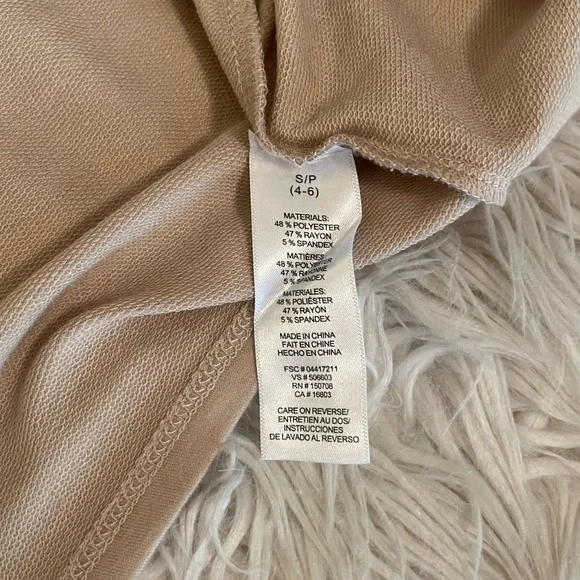 S/P
(4-6)
MATERIALS:
48 % POLYESTER
47 % RAYON
5 % SPANDEX
MATIÈRES:
48 % POLYESTER
47 % RAYONNE
5 % SPANDEX
MATERIALES:
48 % POLIÉSTER
47 % RAYÓN
5 % SPANDEX
MADE IN CHINA
FAIT EN CHINE
HECHO EN CHINA
FSC # 04417211
VS # 506603
RN # 150708
CA # 16803
CARE ON REVERSE/
ENTRETIEN AU DOS/
INSTRUCCIONES
DE LAVADO AL REVERSO